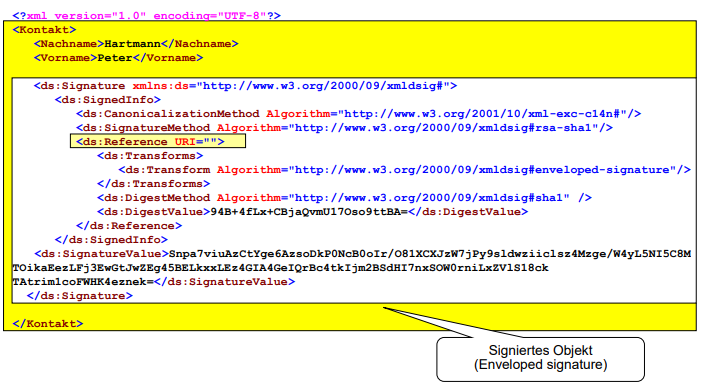 <?xml version="1.0" encoding="UTF-8"?>
<Kontakt>
<Nachname>Hartmann</Nachname>
<Vorname>Peter</Vorname>
<ds:Signature xmlns:ds="http://www.w3.org/2000/09/xmldsig#">
<ds:SignedInfo>
<ds:CanonicalizationMethod Algorithm="http://www.w3.org/2001/10/xml-exc-c14n#"/>
<ds:SignatureMethod Algorithm="http://www.w3.org/2000/09/xmldsig#rsa-sha1"/>
<ds:Reference URI="">
<ds:Transforms>
<ds:Transform Algorithm="http://www.w3.org/2000/09/xmldsig#enveloped-signature"/>
</ds:Transforms>
<ds:DigestMethod Algorithm="http://www.w3.org/2000/09/xmldsig#sha1" />
<ds:DigestValue>94B+4fLx+CBjaQvmU17Oso9ttBA=</ds:DigestValue>
</ds:Reference>
</ds:SignedInfo>
<ds:SignatureValue>Snpa7viuAzCtYge6AzsoDkP0NcB0oIr/O81XCXJzW7jPy9sldwziiclsz4Mzge/W4yL5NI5C8M
TOikaEezLFj3EwGtJwZEg45BELkxxLEz4GIA4GeIQrBc4tkIjm2BSdHI7nxSOW0rniLxZVlSl8ck
TAtrimlcoFWHK4eznek=</ds:SignatureValue>
</ds:Signature>
</Kontakt>
Signiertes Objekt
(Enveloped signature)